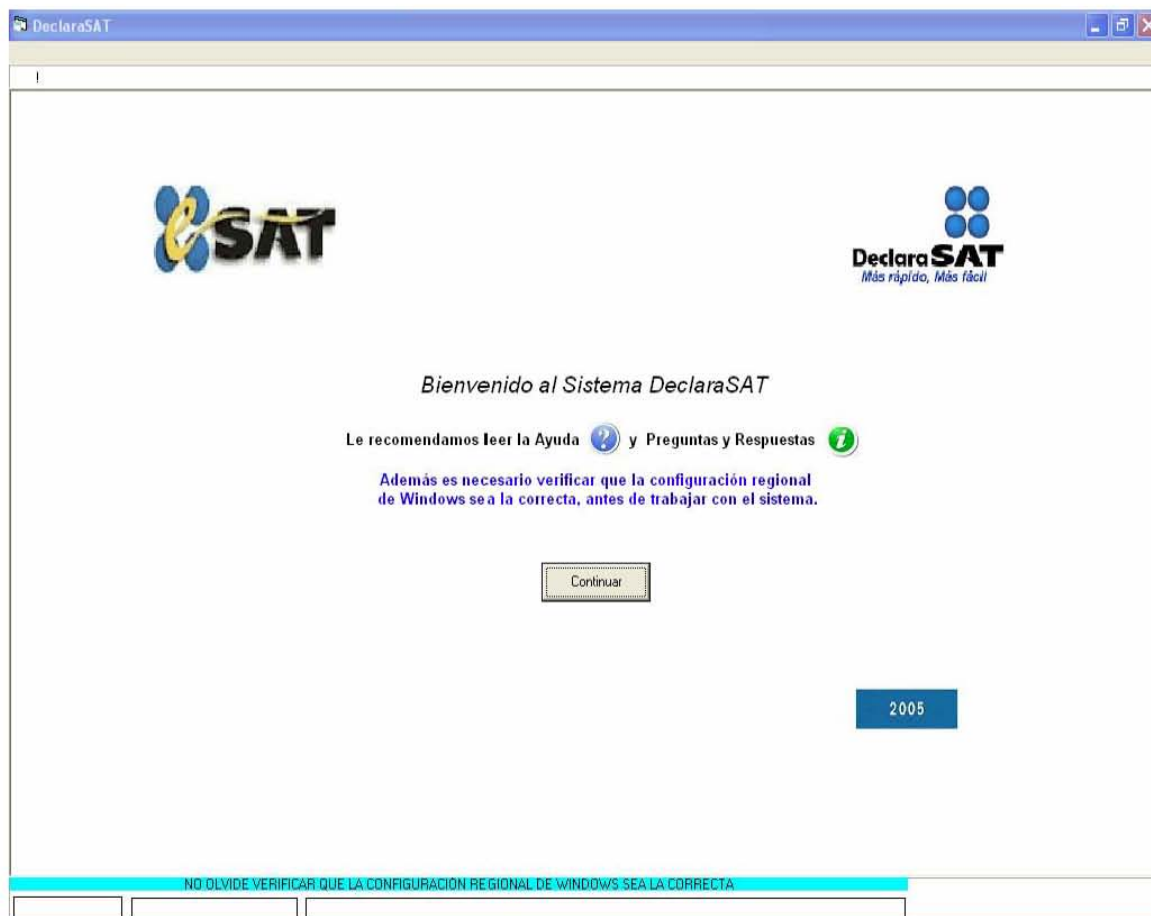 DeclaraSAT
!
eSAT
DeclaraSAT
Más rápido, Más fácil
Bienvenido al Sistema DeclaraSAT
Le recomendamos leer la Ayuda ? y Preguntas y Respuestas i
Además es necesario verificar que la configuración regional
de Windows sea la correcta, antes de trabajar con el sistema.
Continuar
2005
NO OLVIDE VERIFICAR QUE LA CONFIGURACIÓN REGIONAL DE WINDOWS SEA LA CORRECTA